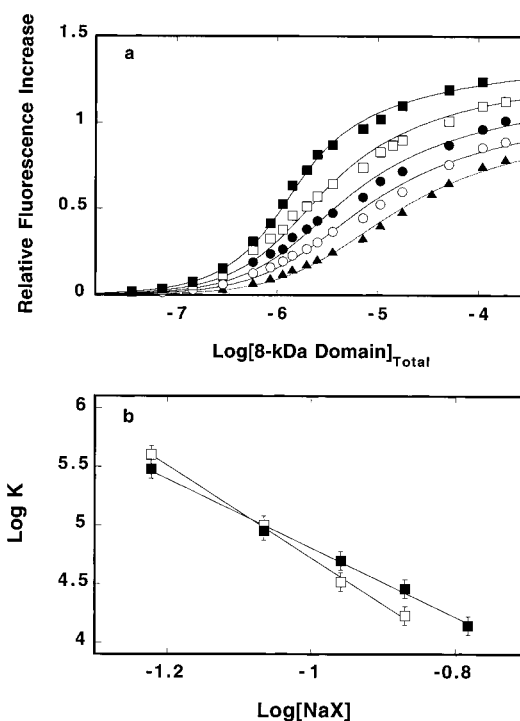 a
1.5
1
0.5
0
Relative Fluorescence Increase
-7
-6
-5
-4
Log[8-kDa Domain]Total
b
6
5.5
5
4.5
4
Log K
-1.2
-1
-0.8
Log[NaX]